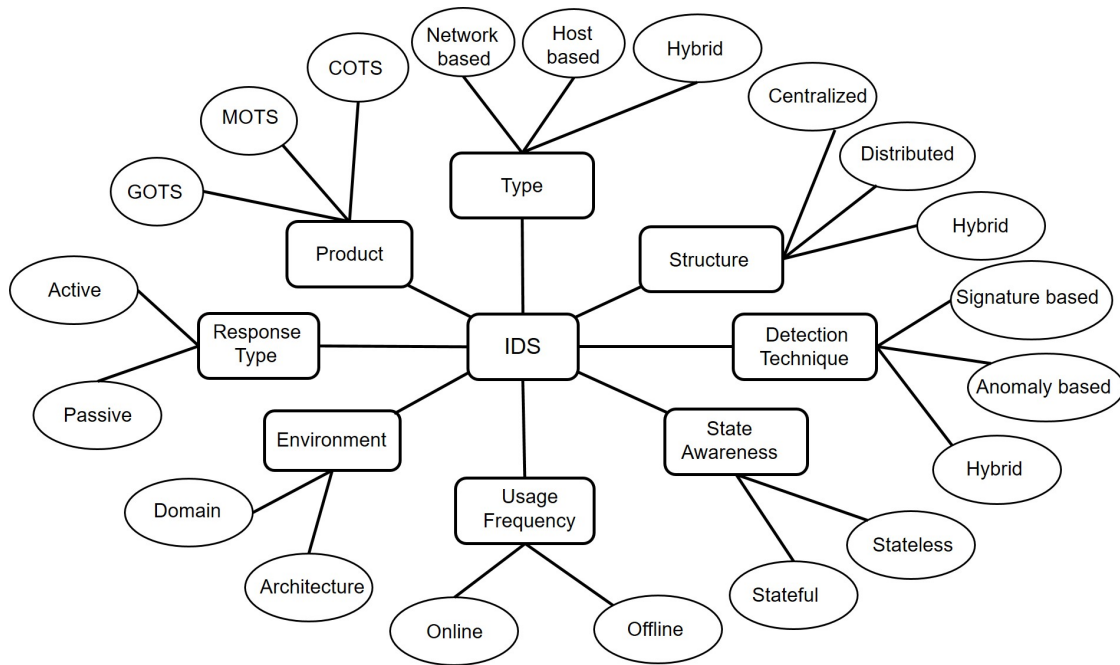 Network
based
Host
based
Hybrid
COTS
MOTS
GOTS
Centralized
Distributed
Hybrid
Type
Product
Structure
Active
Response
Type
IDS
Detection
Technique
Signature based
Anomaly based
Hybrid
Passive
Environment
State
Awareness
Domain
Usage
Frequency
Architecture
Online
Offline
Stateful
Stateless